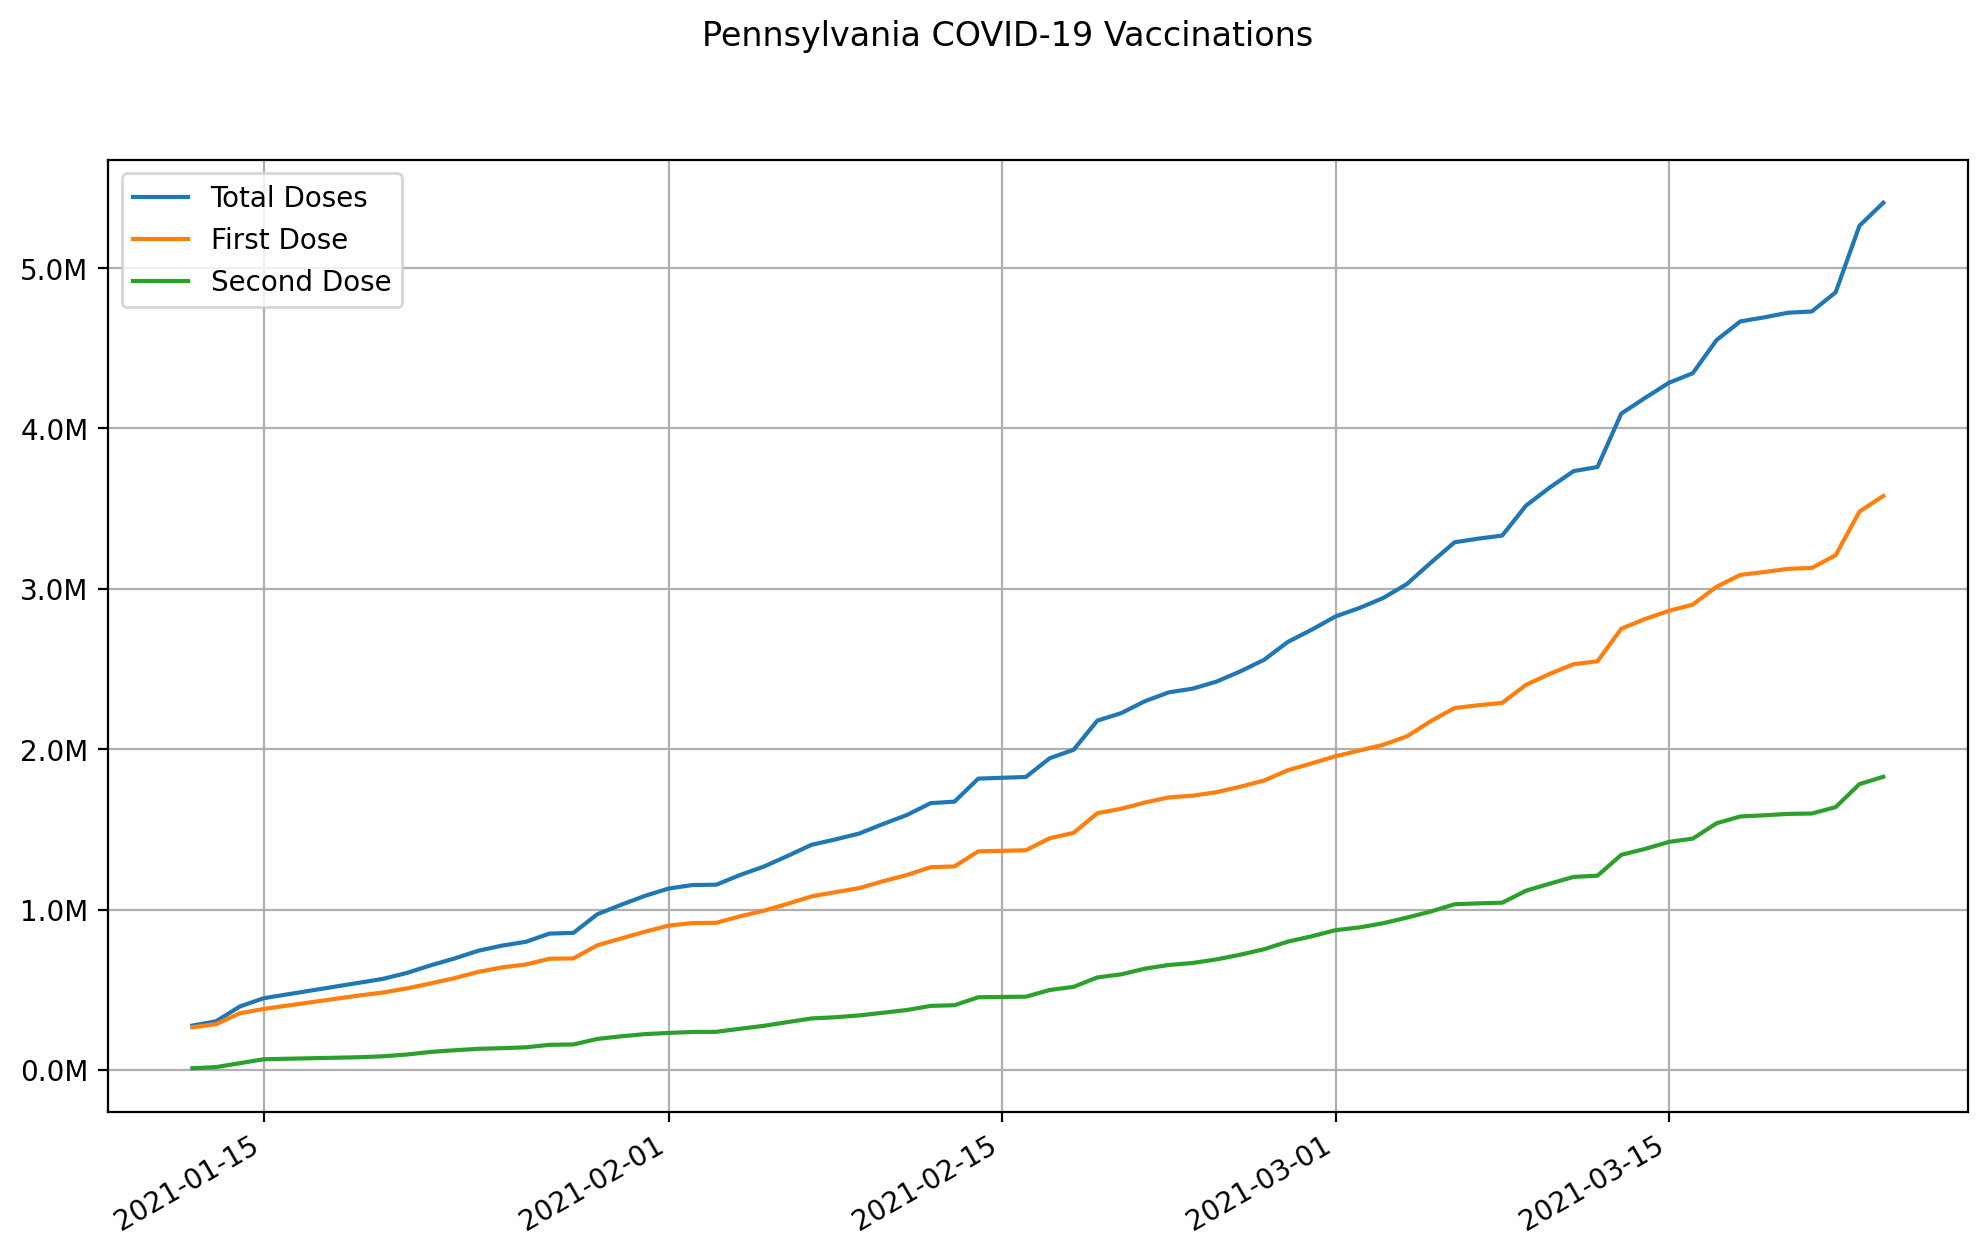 Pennsylvania COVID-19 Vaccinations
Total Doses
First Dose
Second Dose
5.0M
4.0M
3.0M
2.0M
1.0M
0.0M
2021-01-15
2021-02-01
2021-02-15
2021-03-01
2021-03-15